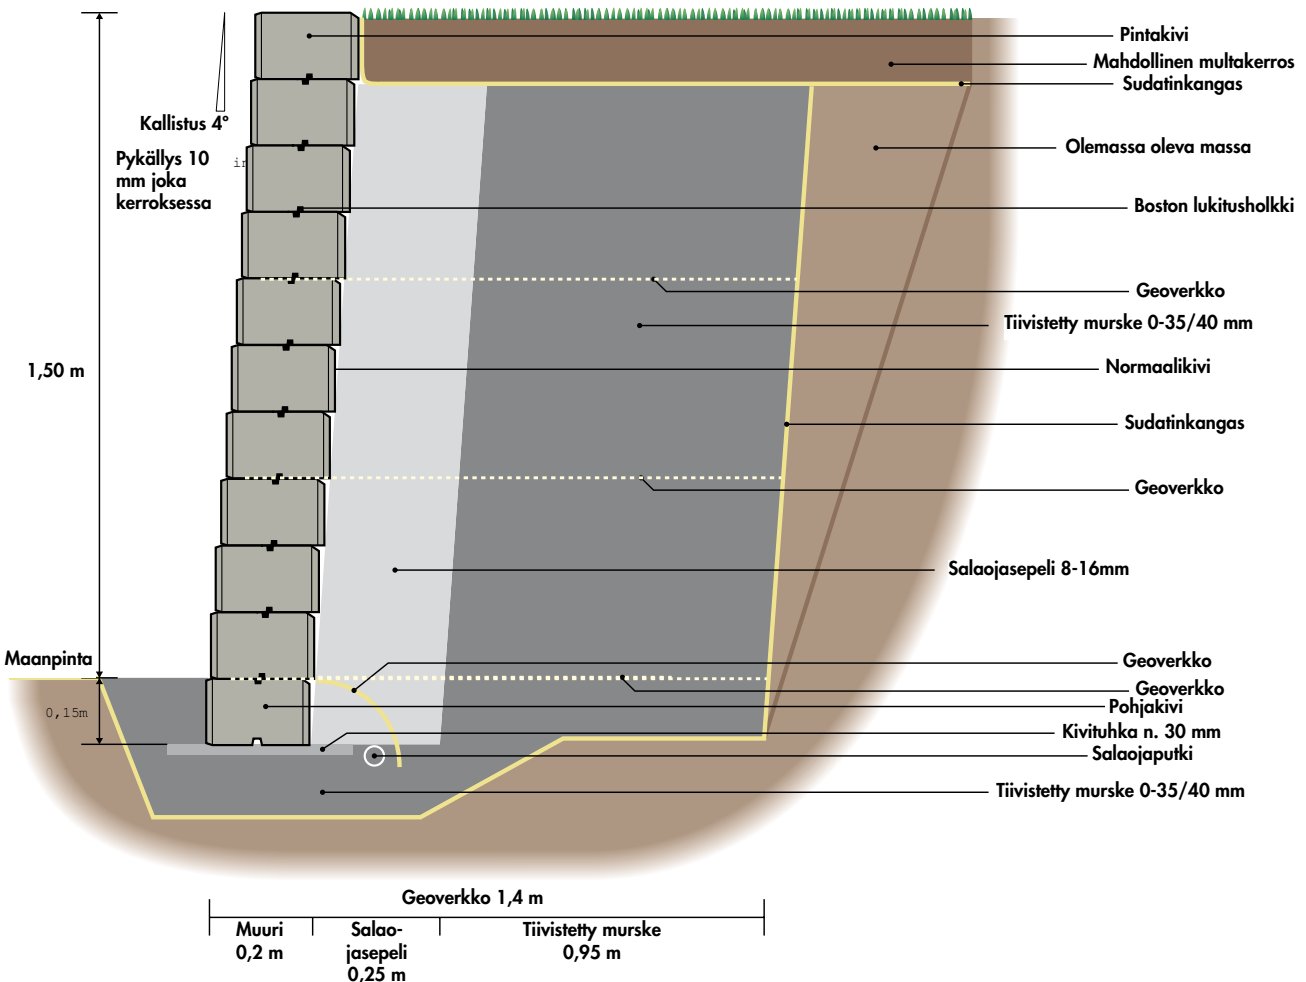 Pintakivi
Mahdollinen multakerros
Sudatinkangas
Kallistus 4°
Pykällys 10
mm joka
kerroksessa
Olemassa oleva massa
Boston lukitusholkki
Geoverkko
Tiivistetty murske 0-35/40 mm
1,50 m
Normaalikivi
Sudatinkangas
Geoverkko
Salaojasepeli 8-16mm
Maanpinta
Geoverkko
Geoverkko
0,15m
Pohjakivi
Kivituhka n. 30 mm
Salaojaputki
Tiivistetty murske 0-35/40 mm
Geoverkko 1,4 m
Muuri
0,2 m
Salao-
jasepeli
0,25 m
Tiivistetty murske
0,95 m